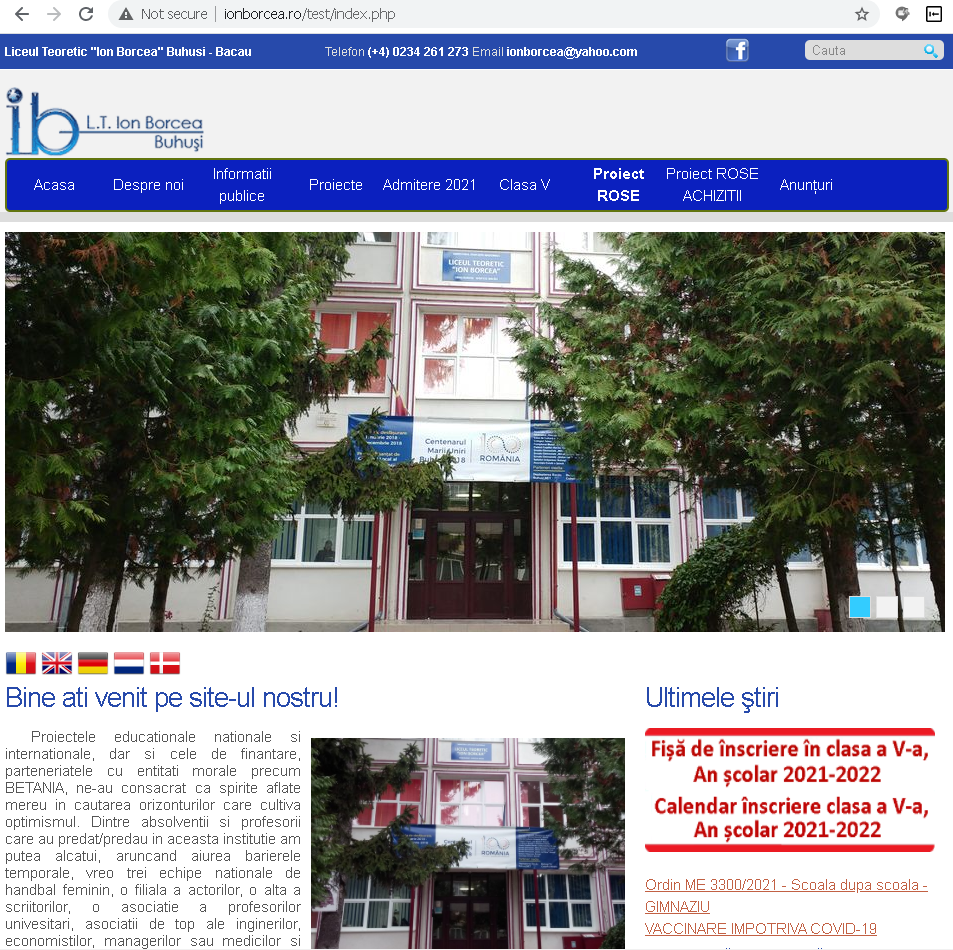 Not secure | ionborcea.ro/test/index.php
Liceul Teoretic "Ion Borcea" Buhusi - Bacau
Telefon (+4) 0234 261 273 Email ionborcea@yahoo.com
Cauta
ib L.T. Ion Borcea
Buhuşi
Acasa
Despre noi
Informatii
publice
Proiecte
Admitere 2021
Clasa V
Proiect
ROSE
Proiect ROSE
ACHIZITII
Anunțuri
LICEUL TEORETIC
"ION BORCEA"
Centenarul
Marii Uniri
2018
100
ROMÂNIA
Bine ati venit pe site-ul nostru!
Proiectele educationale nationale si
internationale, dar si cele de finantare,
parteneriatele cu entitati morale precum
BETANIA, ne-au consacrat ca spirite aflate
mereu in cautarea orizonturilor care cultiva
optimismul. Dintre absolventii si profesorii
care au predat/predau in aceasta institutie am
putea alcatui, aruncand aiurea barierele
temporale, vreo trei echipe nationale de
handbal feminin, o filiala a actorilor, o alta a
scriitorilor, o asociatie a profesorilor
univesitari, asociatii de top ale inginerilor,
economistilor, managerilor sau medicilor si
ROMÂNIA
Ultimele ştiri
Fișă de înscriere în clasa a V-a,
An școlar 2021-2022
Calendar înscriere clasa a V-a,
An școlar 2021-2022
Ordin ME 3300/2021 - Scoala dupa scoala -
GIMNAZIU
VACCINARE IMPOTRIVA COVID-19